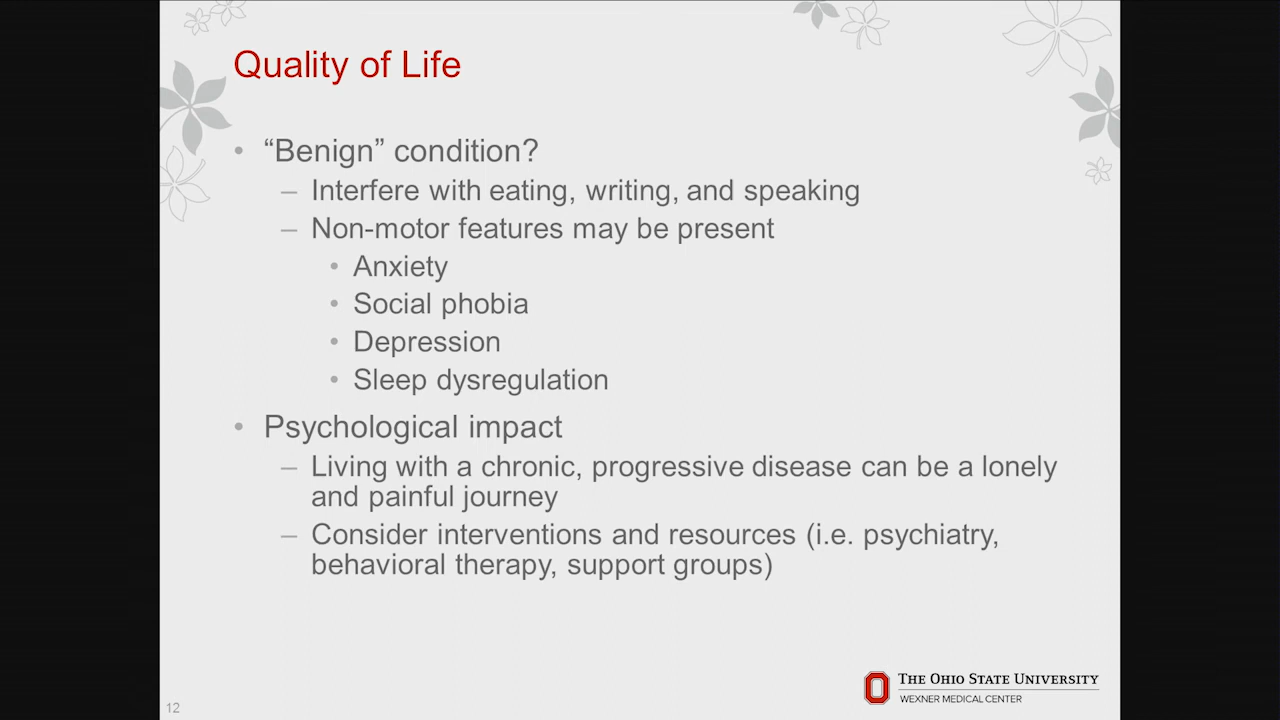 Quality of Life
• “Benign” condition?
– Interfere with eating, writing, and speaking
– Non-motor features may be present
• Anxiety
• Social phobia
• Depression
• Sleep dysregulation
• Psychological impact
– Living with a chronic, progressive disease can be a lonely
and painful journey
– Consider interventions and resources (i.e. psychiatry,
behavioral therapy, support groups)
THE OHIO STATE UNIVERSITY
WEXNER MEDICAL CENTER
12